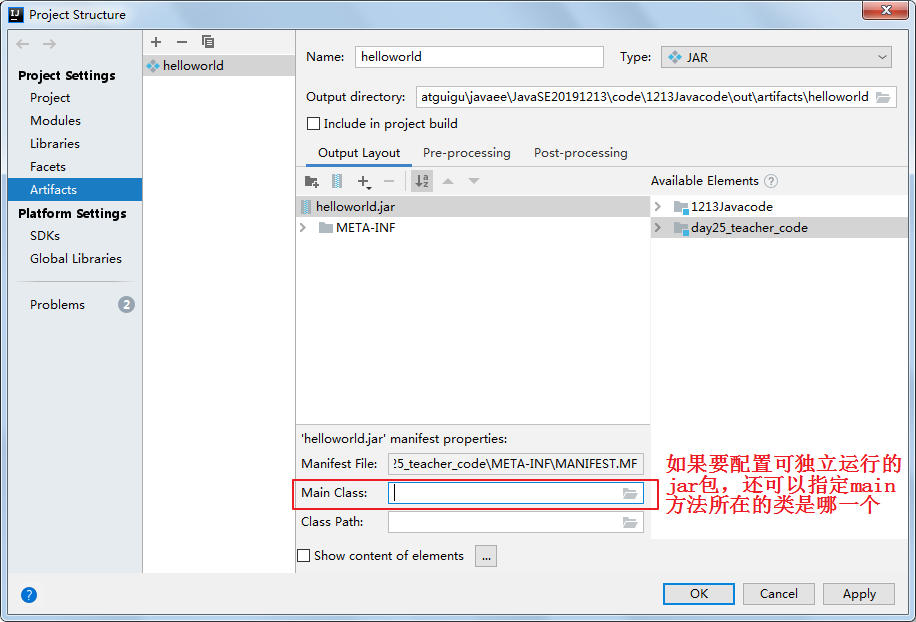 Project Structure
Project Settings
Project
Modules
Libraries
Facets
Artifacts
Platform Settings
SDKs
Global Libraries
Problems
2
helloworld
Name:
helloworld
Type:
JAR
Output directory:
atguigu\javaee\JavaSE20191213\code\1213Javacode\out\artifacts\helloworld
Include in project build
Output Layout
Pre-processing
Post-processing
helloworld.jar
META-INF
Available Elements
?
1213Javacode
day25_teacher_code
'helloworld.jar' manifest properties:
Manifest File:
25_teacher_code\META-INF\MANIFEST.MF
Main Class:
Class Path:
Show content of elements
...
如果要配置可独立运行的
jar包，还可以指定main
方法所在的类是哪一个
?
OK
Cancel
Apply